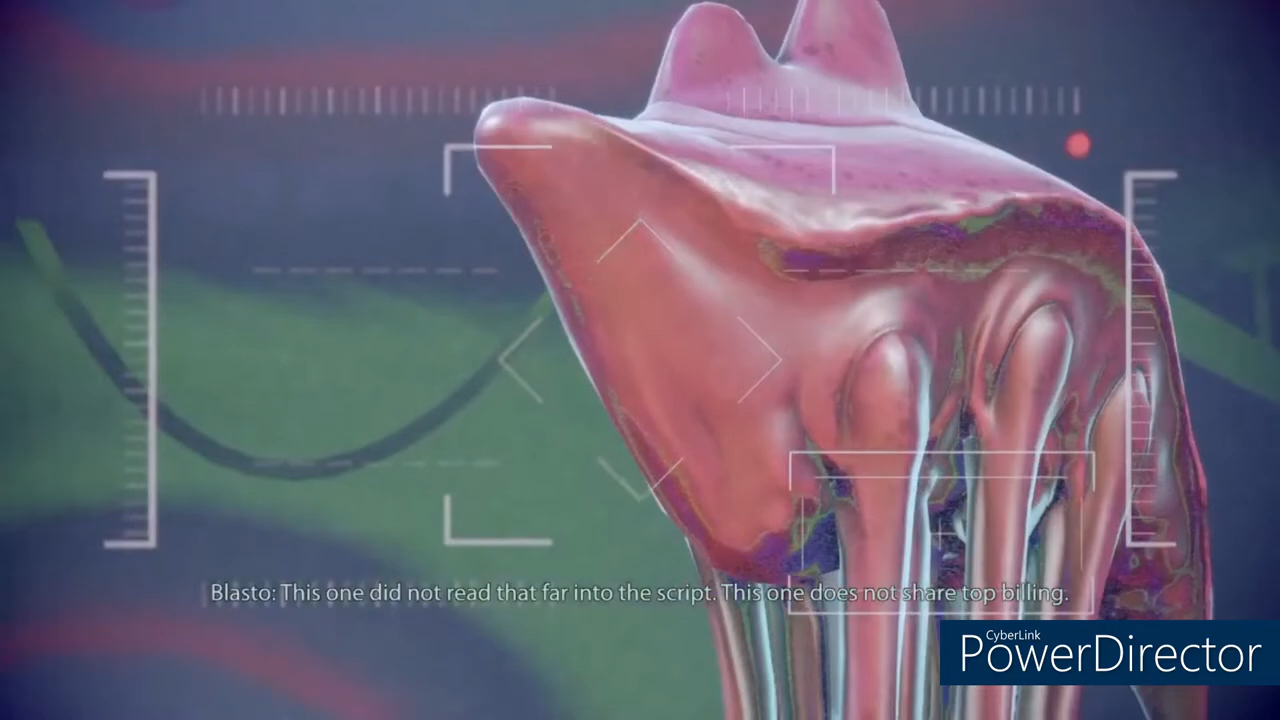 Blasto: This one did not read that far into the script. This one does not share top billing.
CyberLink
PowerDirector